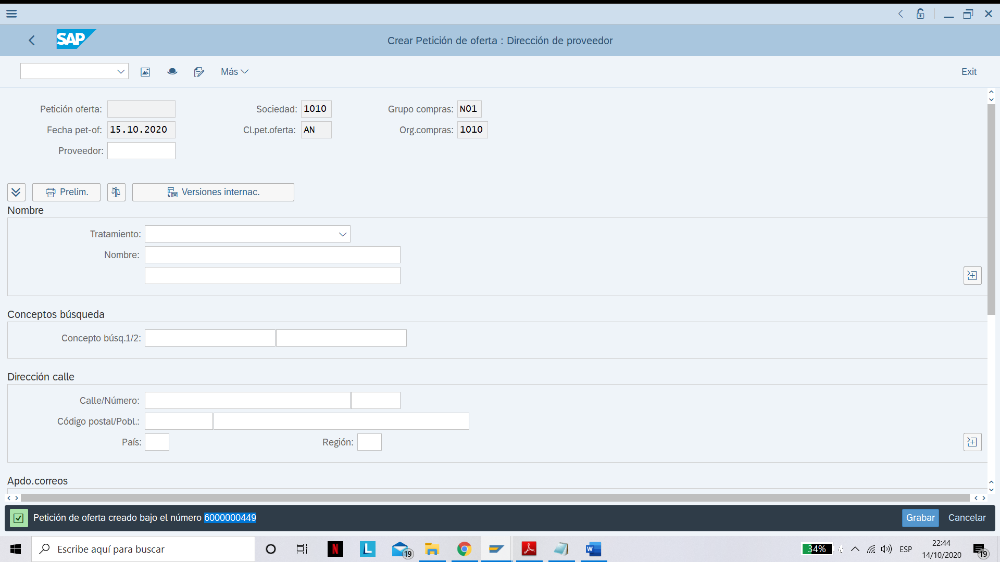 SAP
Crear Petición de oferta : Dirección de proveedor
Más
Exit
Petición oferta:
Sociedad: 1010
Grupo compras: N01
Fecha pet-of: 15.10.2020
Cl.pet.oferta: AN
Org.compras: 1010
Proveedor:
Prelim.
Versiones internac.
Nombre
Tratamiento:
Nombre:
Conceptos búsqueda
Concepto búsq.1/2:
Dirección calle
Calle/Número:
Código postal/Pobl.:
País:
Región:
Apdo.correos
Petición de oferta creado bajo el número 6000000449
Grabar
Cancelar
Escribe aquí para buscar
N
L
19
W
34%
ESP
22:44
14/10/2020
19